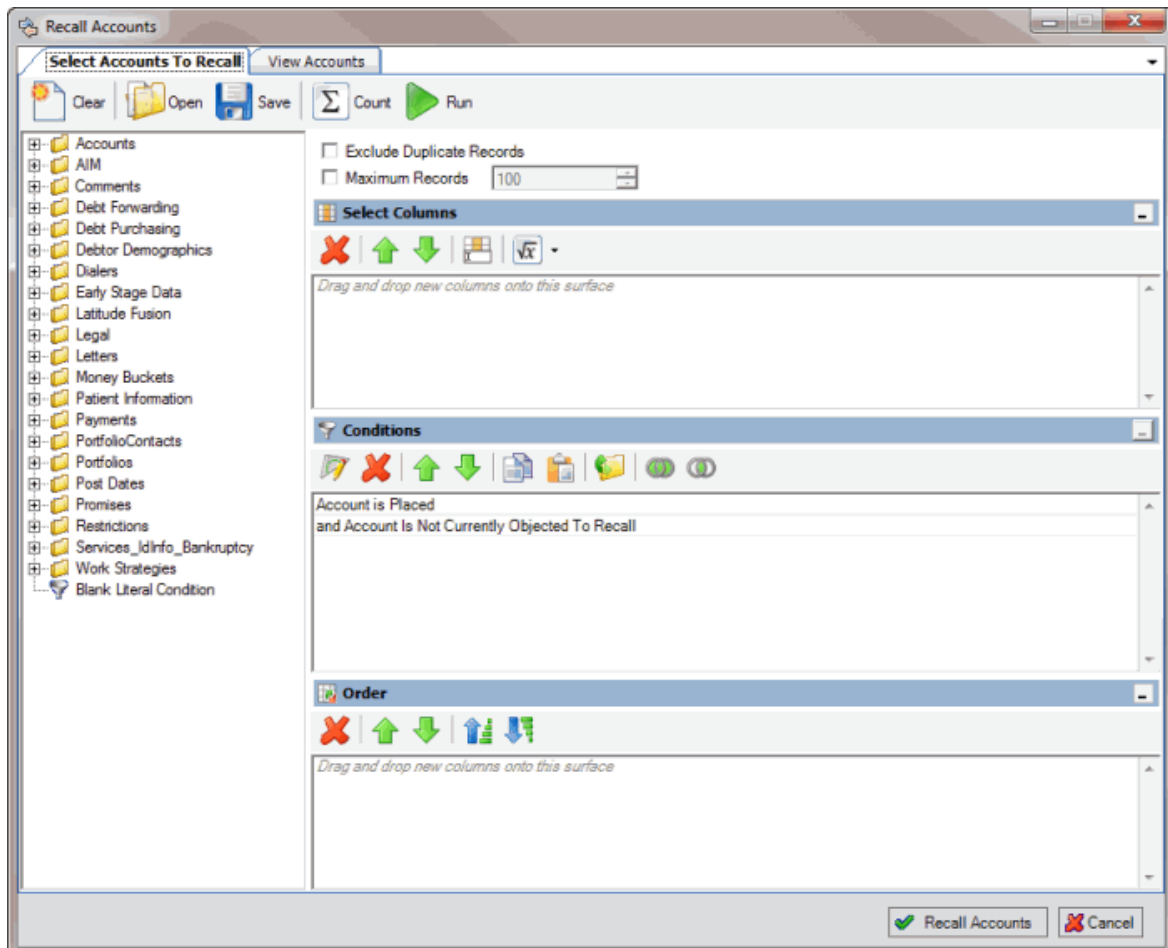 Recall Accounts
Select Accounts To Recall View Accounts
Clear Open Save Σ Count Run
Accounts
AIM
Comments
Debt Forwarding
Debt Purchasing
Debtor Demographics
Dialers
Early Stage Data
Latitude Fusion
Legal
Letters
Money Buckets
Patient Information
Payments
PortfolioContacts
Portfolios
Post Dates
Promises
Restrictions
Services_IdInfo_Bankruptcy
Work Strategies
Blank Literal Condition
Exclude Duplicate Records
Maximum Records 100
Select Columns
√x
Drag and drop new columns onto this surface
Conditions
Account is Placed
and Account Is Not Currently Objected To Recall
Order
Drag and drop new columns onto this surface
Recall Accounts Cancel